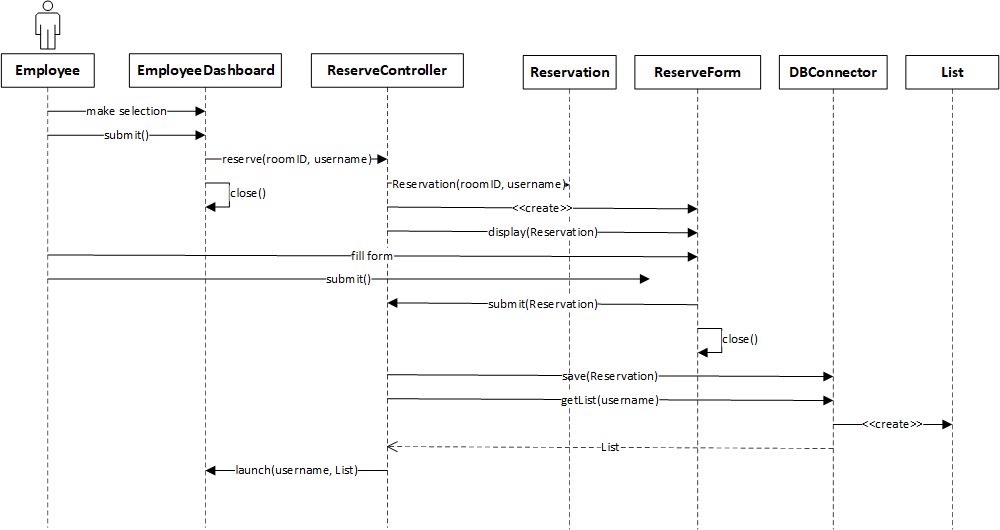 Employee
EmployeeDashboard
ReserveController
Reservation
ReserveForm
DBConnector
List
make selection
submit()
reserve(roomID, username)
Reservation(roomID, username)
close()
<<create>>
display(Reservation)
fill form
submit()
submit(Reservation)
close()
save(Reservation)
getList(username)
<<create>>
List
launch(username, List)